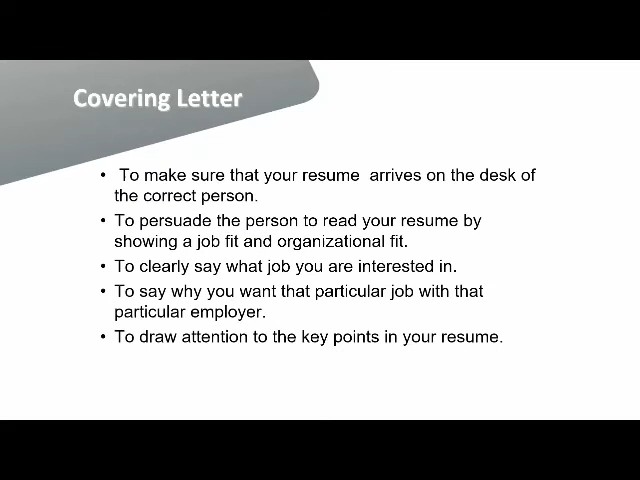 Covering Letter
• To make sure that your resume arrives on the desk of
the correct person.
• To persuade the person to read your resume by
showing a job fit and organizational fit.
• To clearly say what job you are interested in.
• To say why you want that particular job with that
particular employer.
• To draw attention to the key points in your resume.